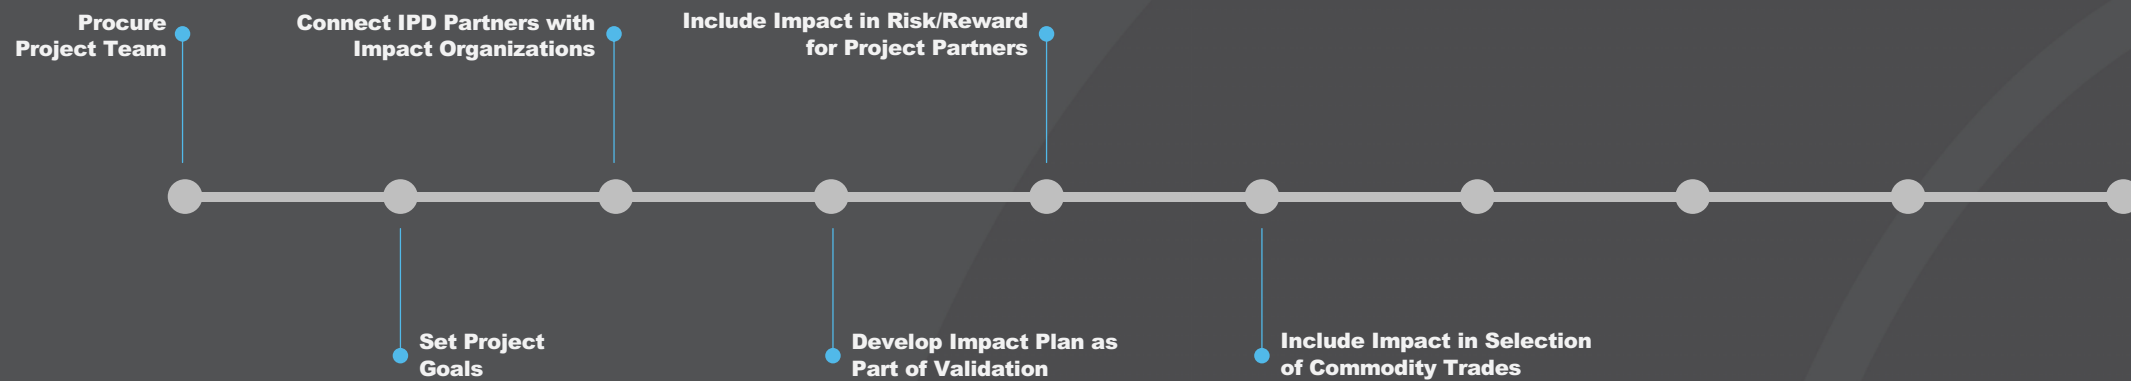 Procure
Project Team
Connect IPD Partners with
Impact Organizations
Include Impact in Risk/Reward
for Project Partners
Set Project
Goals
Develop Impact Plan as
Part of Validation
Include Impact in Selection
of Commodity Trades